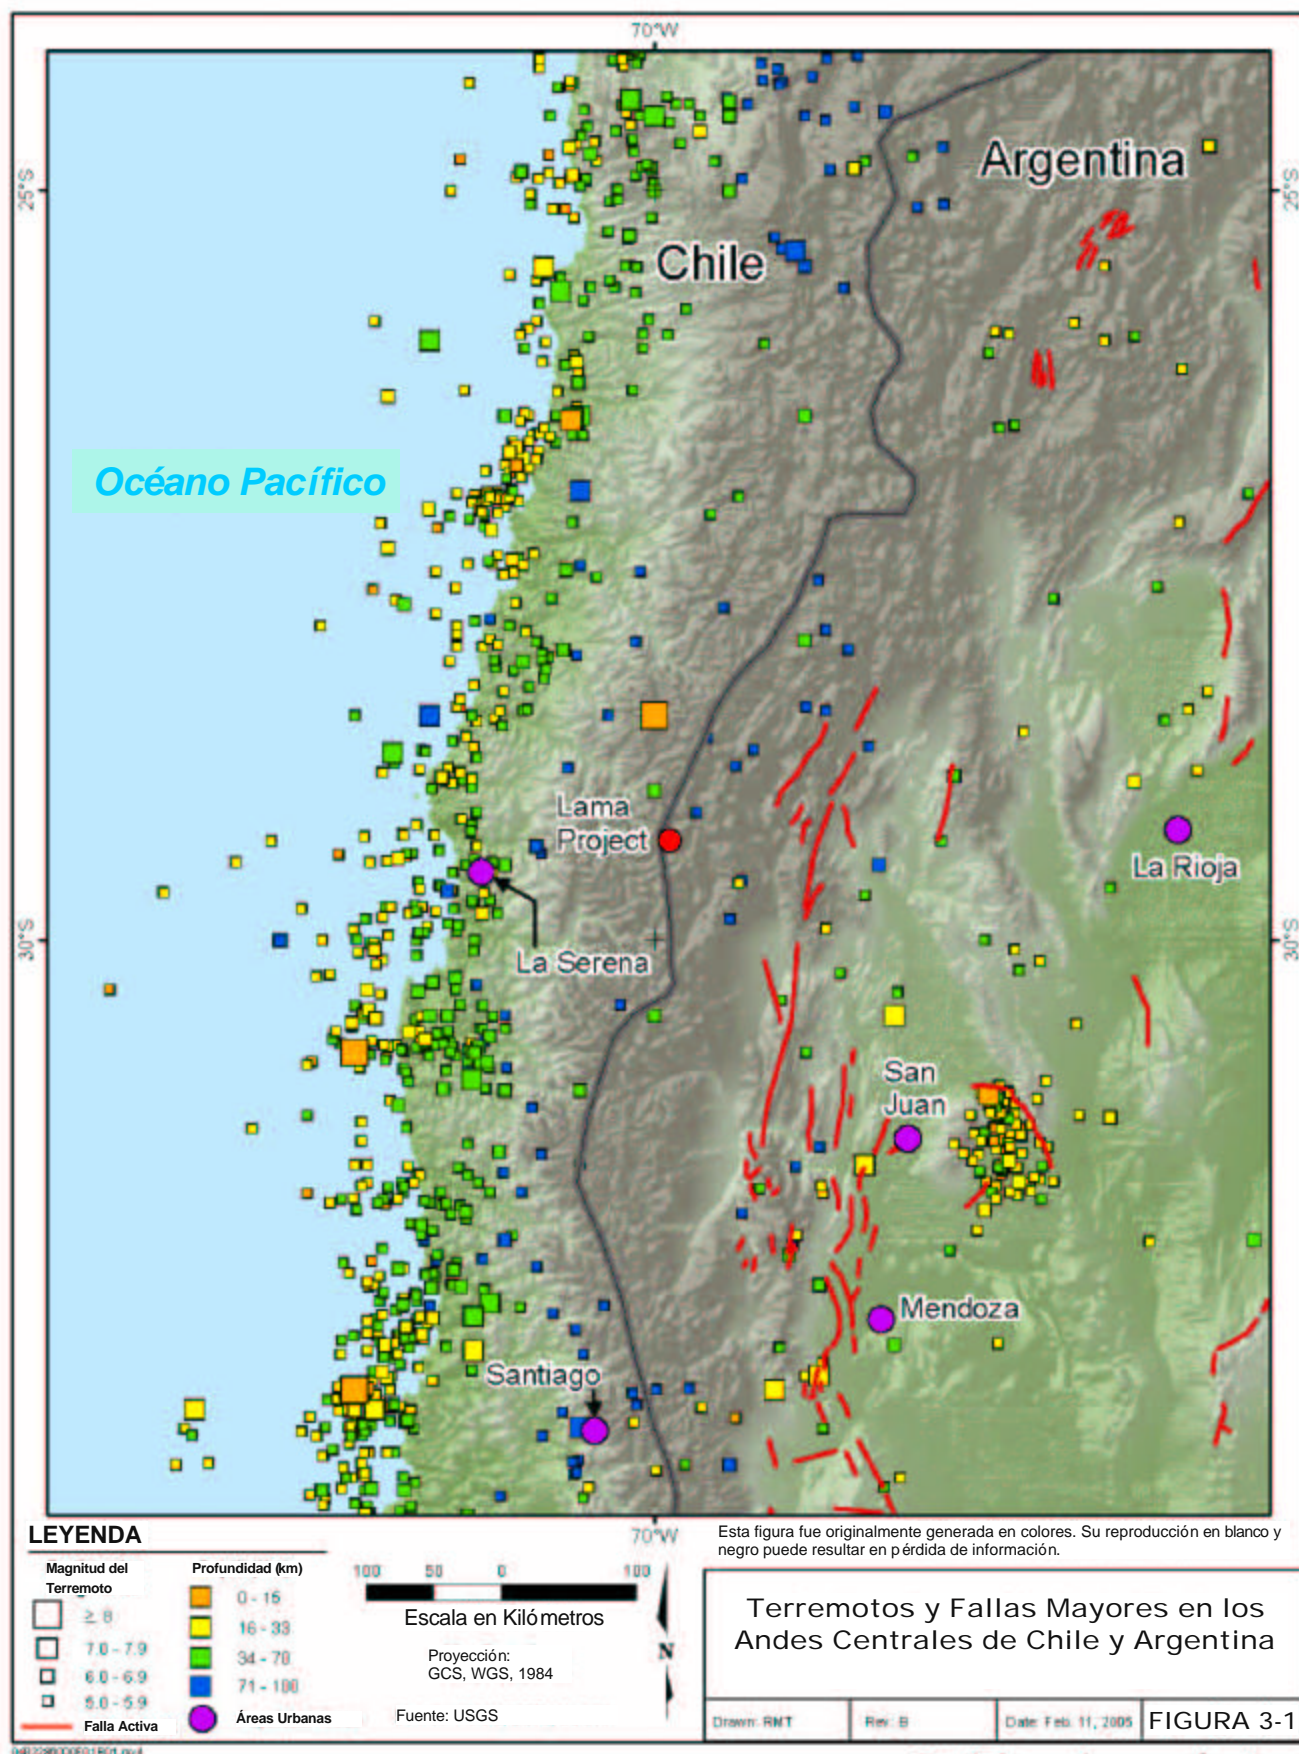 70°W
25°S
25°S
Argentina
Chile
Océano Pacífico
Lama
Project
La Rioja
La Serena
30°S
30°S
San
Juan
Mendoza
Santiago
70°W
LEYENDA
Magnitud del
Terremoto
≥ 8
7.0 - 7.9
6.0 - 6.9
5.0 - 5.9
Falla Activa
Profundidad (km)
0 - 15
16 - 33
34 - 70
71 - 100
Áreas Urbanas
100 50 0 100
Escala en Kilómetros
Proyección:
GCS, WGS, 1984
Fuente: USGS
N
Esta figura fue originalmente generada en colores. Su reproducción en blanco y
negro puede resultar en pérdida de información.
Terremotos y Fallas Mayores en los
Andes Centrales de Chile y Argentina
Drawn: RMT
Rev: B
Date: Feb. 11, 2005
FIGURA 3-1